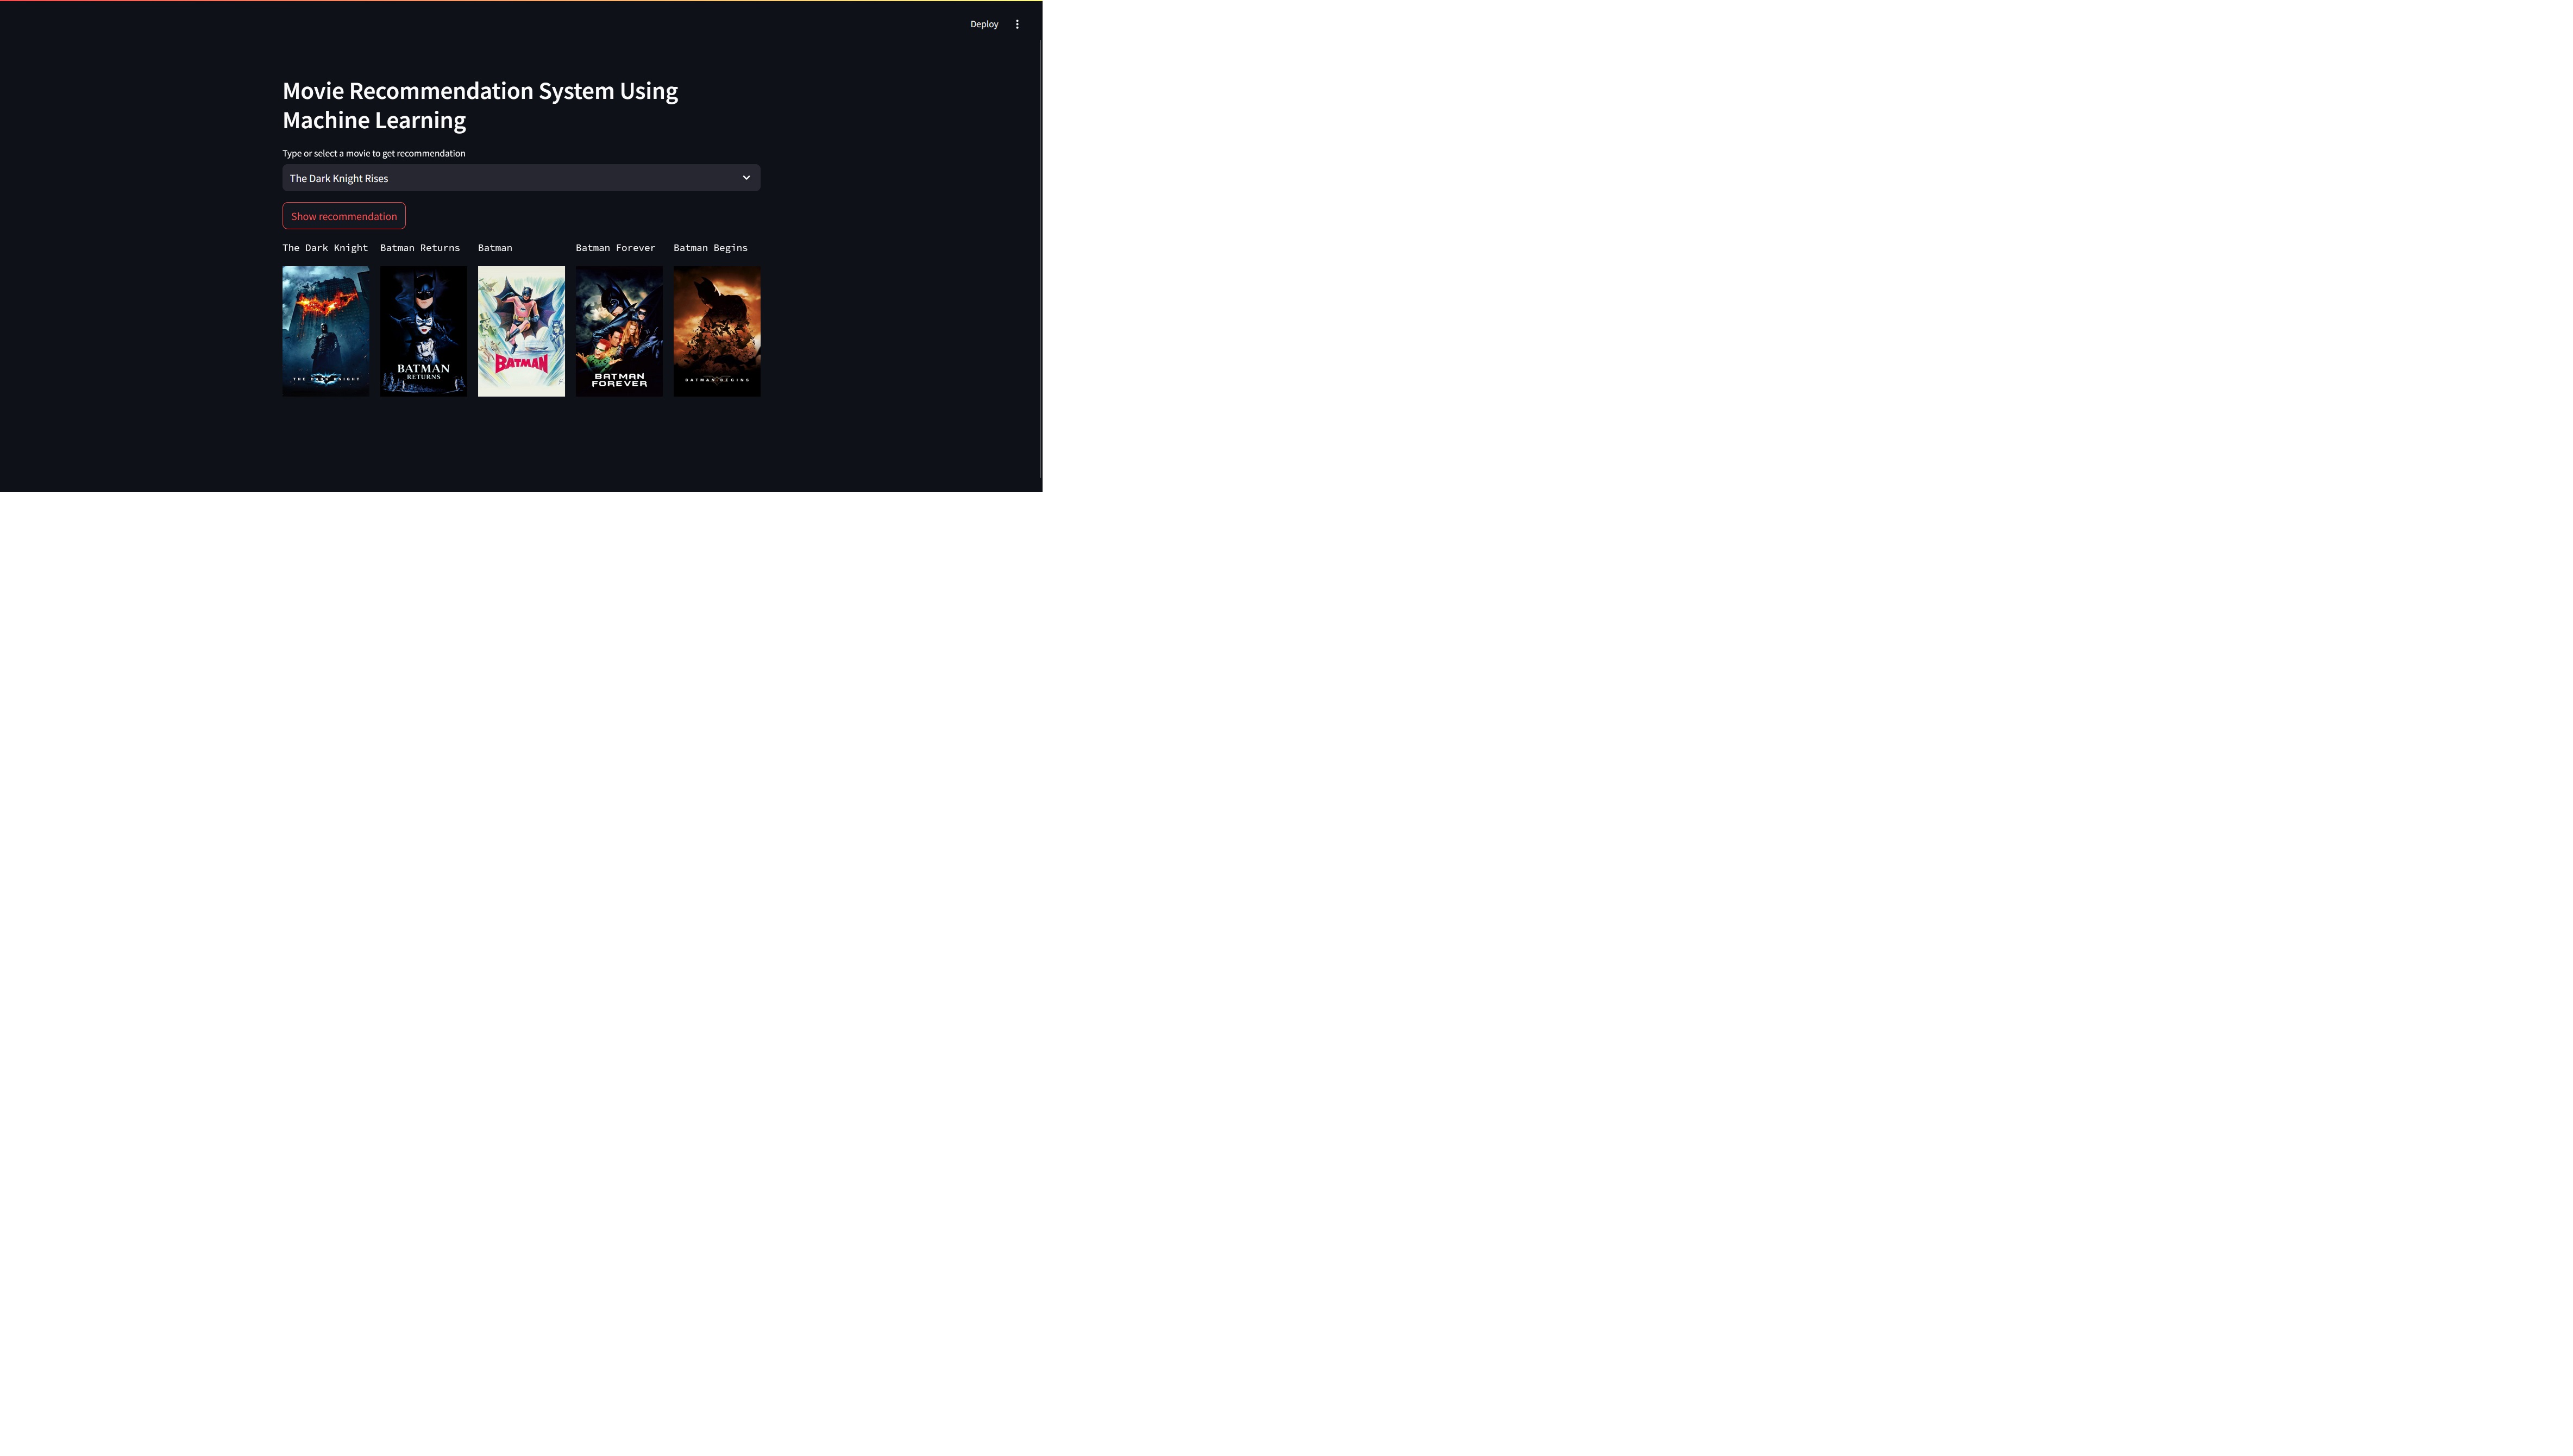 Deploy
Movie Recommendation System Using
Machine Learning
Type or select a movie to get recommendation
The Dark Knight Rises
Show recommendation
The Dark Knight Batman Returns Batman Batman Forever Batman Begins
THE DARK KNIGHT
BATMAN
RETURNS
BATMAN
BATMAN
FOREVER
BATMAN BEGINS